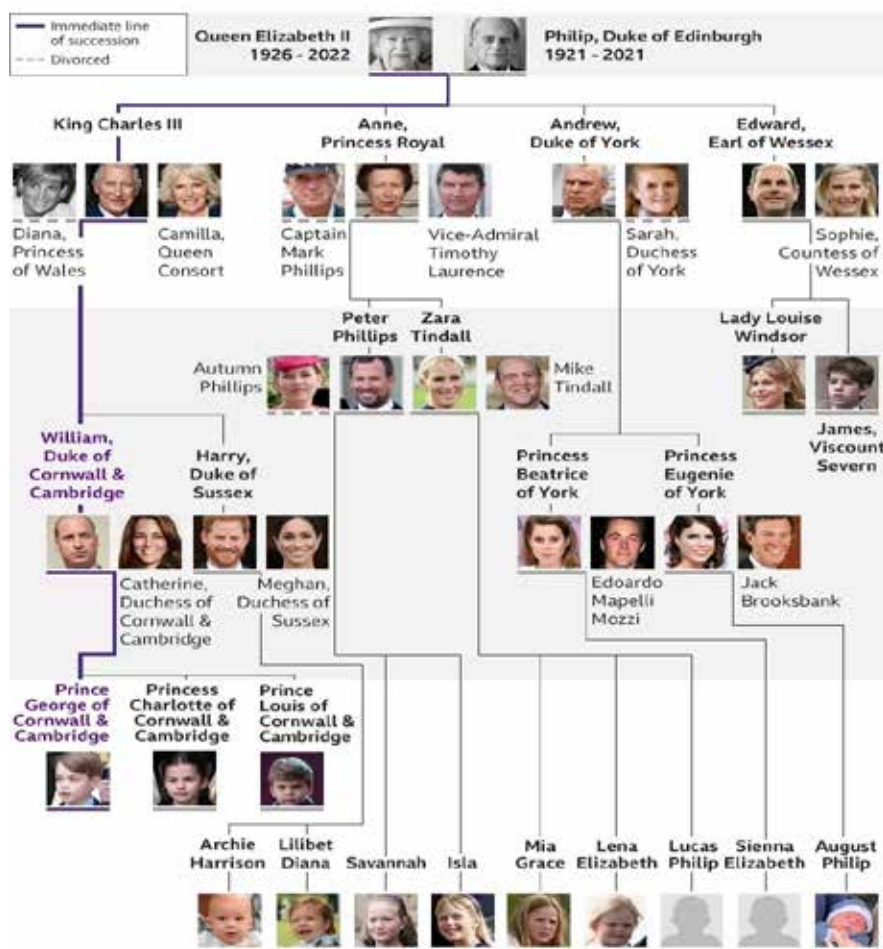 Immediate line
of succession
Divorced
Queen Elizabeth II
1926 - 2022
Philip, Duke of Edinburgh
1921 - 2021
King Charles III
Anne,
Princess Royal
Andrew,
Duke of York
Edward,
Earl of Wessex
Diana,
Princess
of Wales
Camilla,
Queen
Consort
Captain
Mark
Phillips
Vice-Admiral
Timothy
Laurence
Sarah,
Duchess
of York
Sophie,
Countess of
Wessex
Peter
Phillips
Zara
Tindall
Lady Louise
Windsor
Autumn
Phillips
Mike
Tindall
James,
Viscount
Severn
William,
Duke of
Cornwall &
Cambridge
Harry,
Duke of
Sussex
Princess
Beatrice
of York
Princess
Eugenie
of York
Catherine,
Duchess of
Cornwall &
Cambridge
Meghan,
Duchess of
Sussex
Edoardo
Mapelli
Mozzi
Jack
Brooksbank
Prince
George of
Cornwall &
Cambridge
Princess
Charlotte of
Cornwall &
Cambridge
Prince
Louis of
Cornwall &
Cambridge
Archie
Harrison
Lilibet
Diana
Savannah
Isla
Mia
Grace
Lena
Elizabeth
Lucas
Philip
Sienna
Elizabeth
August
Philip